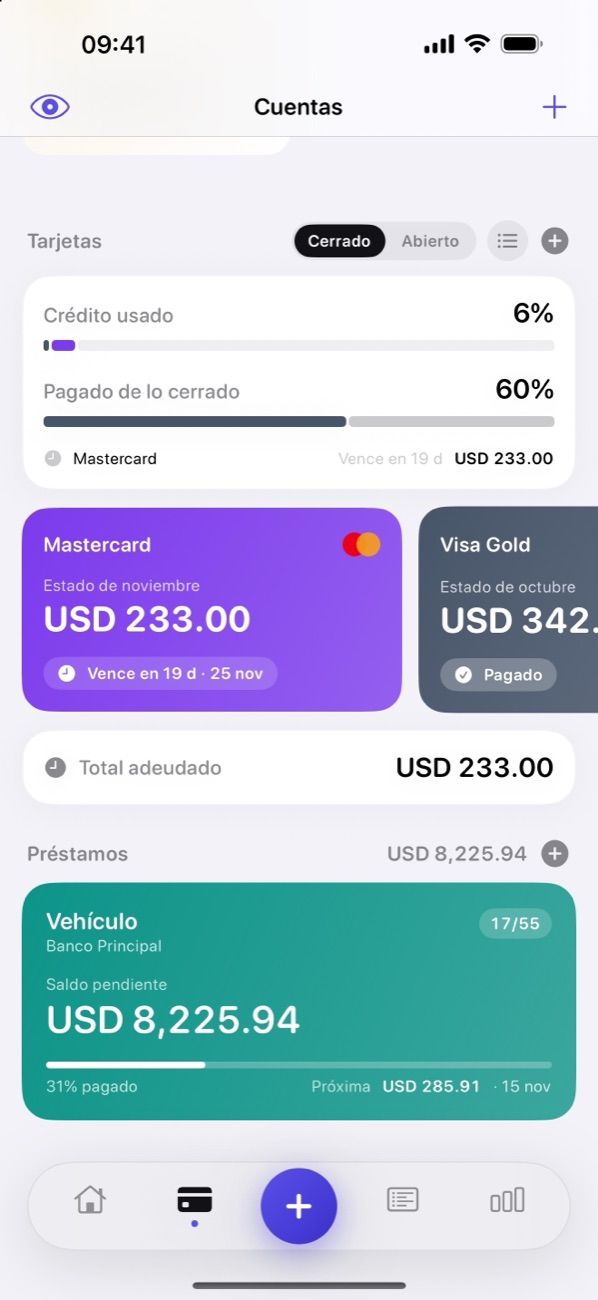 09:41
Cuentas
Tarjetas
Cerrado Abierto
Crédito usado 6%
Pagado de lo cerrado 60%
Mastercard Vence en 19 d USD 233.00
Mastercard
Estado de noviembre
USD 233.00
Vence en 19 d · 25 nov
Visa Gold
Estado de octubre
USD 342.
Pagado
Total adeudado USD 233.00
Préstamos USD 8,225.94
Vehículo 17/55
Banco Principal
Saldo pendiente
USD 8,225.94
31% pagado Próxima USD 285.91 · 15 nov